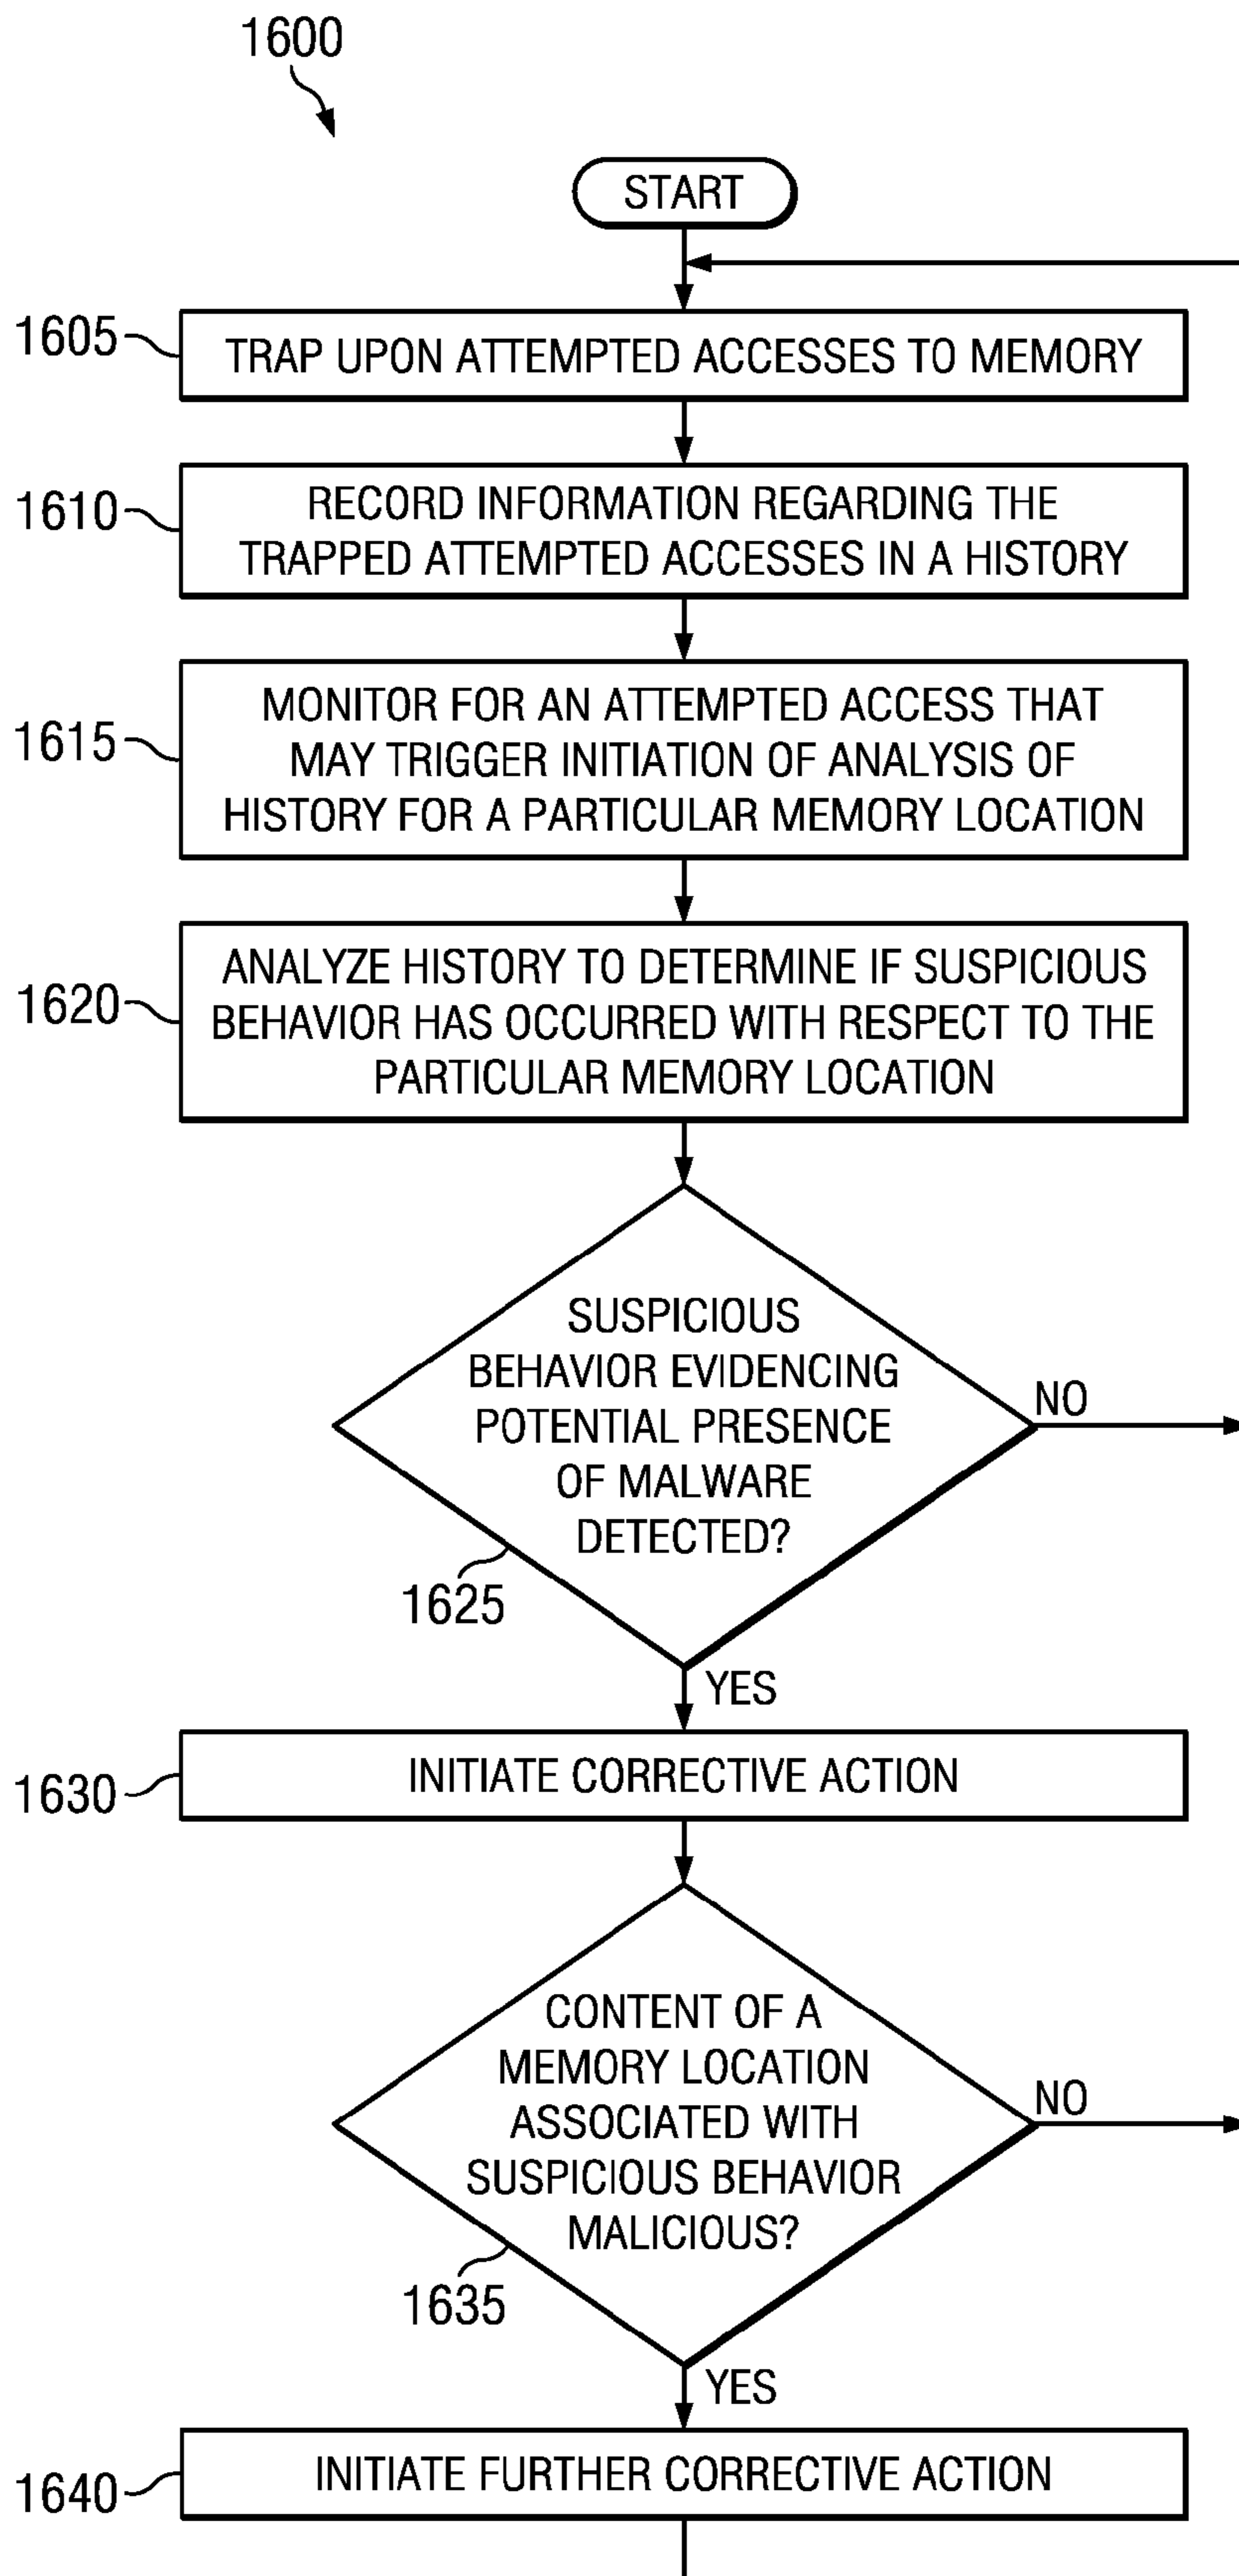 1600
START
1605
TRAP UPON ATTEMPTED ACCESSES TO MEMORY
1610
RECORD INFORMATION REGARDING THE
TRAPPED ATTEMPTED ACCESSES IN A HISTORY
1615
MONITOR FOR AN ATTEMPTED ACCESS THAT
MAY TRIGGER INITIATION OF ANALYSIS OF
HISTORY FOR A PARTICULAR MEMORY LOCATION
1620
ANALYZE HISTORY TO DETERMINE IF SUSPICIOUS
BEHAVIOR HAS OCCURRED WITH RESPECT TO THE
PARTICULAR MEMORY LOCATION
SUSPICIOUS
BEHAVIOR EVIDENCING
POTENTIAL PRESENCE
OF MALWARE
DETECTED?
NO
1625
YES
1630
INITIATE CORRECTIVE ACTION
CONTENT OF A
MEMORY LOCATION
ASSOCIATED WITH
SUSPICIOUS BEHAVIOR
MALICIOUS?
NO
1635
YES
1640
INITIATE FURTHER CORRECTIVE ACTION